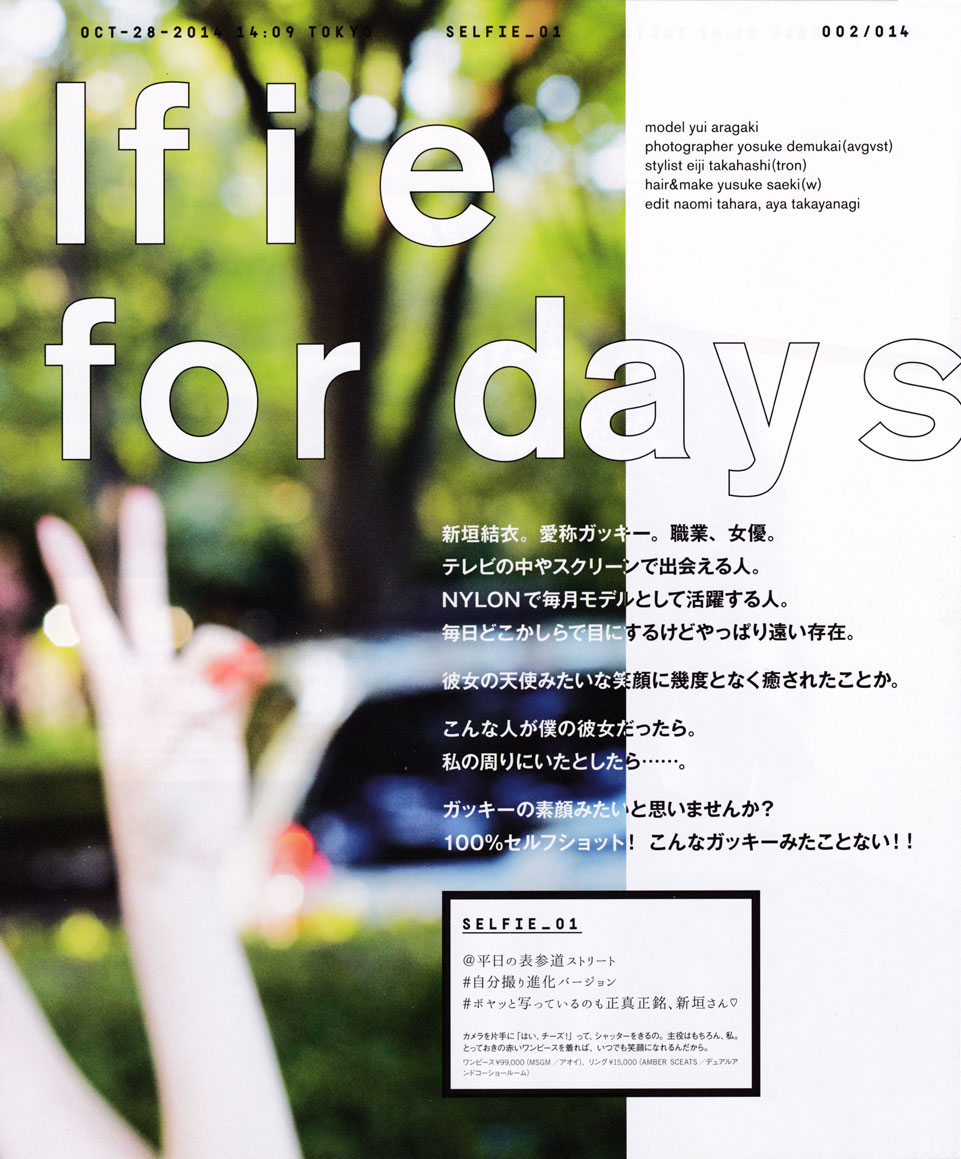 OCT-28-2014 14:09 TOKYO
SELFIE_01
002/014
lfie
for days
model yui aragaki
photographer yosuke demukai(avgvst)
stylist eiji takahashi(tron)
hair&make yusuke saeki(w)
edit naomi tahara, aya takayanagi
新垣結衣。愛称ガッキー。職業、女優。
テレビの中やスクリーンで出会える人。
NYLONで毎月モデルとして活躍する人。
毎日どこかしらで目にするけどやっぱり遠い存在。
彼女の天使みたいな笑顔に幾度となく癒されたことか。
こんな人が僕の彼女だったら。
私の周りにいたとしたら……。
ガッキーの素顔みたいと思いませんか？
100％セルフショット！ こんなガッキーみたことない！！
SELFIE_01
@平日の表参道ストリート
#自分撮り進化バージョン
#ボヤッと写っているのも正真正銘、新垣さん♡
カメラを片手に「はい、チーズ！」って、シャッターをきるの。主役はもちろん、私。
とっておきの赤いワンピースを着れば、いつでも笑顔になれるんだから。
ワンピース¥99,000（MSGM／アオイ）、リング¥15,000（AMBER SCEATS／デュアルア
ンドコーショールーム）